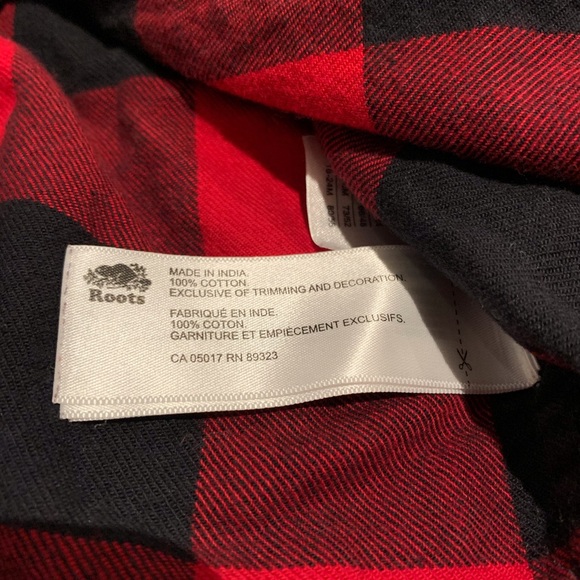 Roots
MADE IN INDIA.
100% COTTON.
EXCLUSIVE OF TRIMMING AND DECORATION.
FABRIQUÉ EN INDE.
100% COTON.
GARNITURE ET EMPIÈCEMENT EXCLUSIFS.
CA 05017 RN 89323